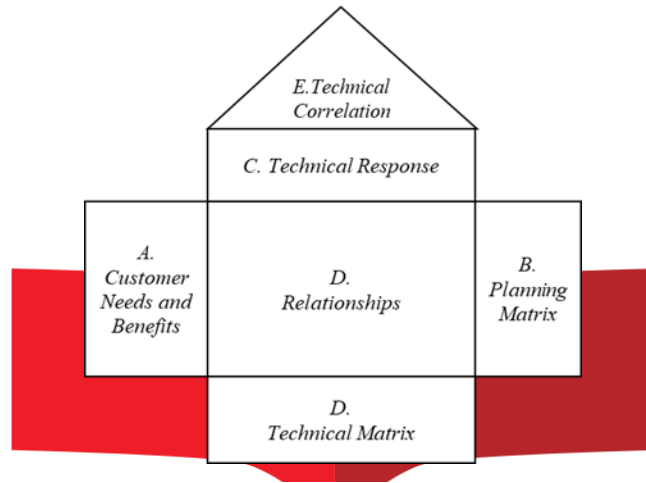 E.Technical
Correlation
C. Technical Response
A.
Customer
Needs and
Benefits
D.
Relationships
B.
Planning
Matrix
D.
Technical Matrix